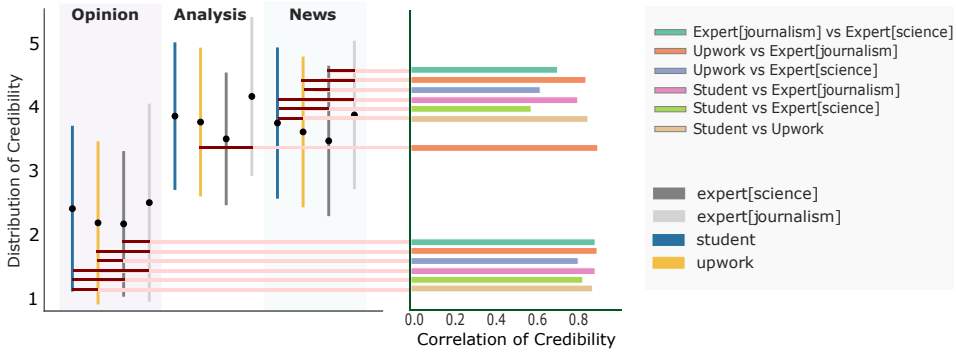 Opinion
Analysis
News
Distribution of Credibility
5
4
3
2
1
0.0
0.2
0.4
0.6
0.8
Correlation of Credibility
Expert[journalism] vs Expert[science]
Upwork vs Expert[journalism]
Upwork vs Expert[science]
Student vs Expert[journalism]
Student vs Expert[science]
Student vs Upwork
expert[science]
expert[journalism]
student
upwork